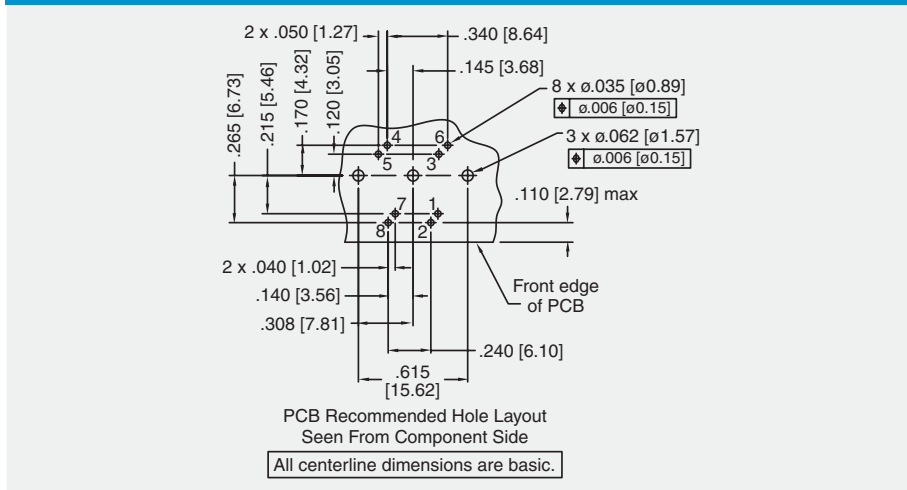 2 x .050 [1.27]
.340 [8.64]
.145 [3.68]
.265 [6.73]
.215 [5.46]
.170 [4.32]
.120 [3.05]
8 x ø.035 [ø0.89]
⌖ ø.006 [ø0.15]
3 x ø.062 [ø1.57]
⌖ ø.006 [ø0.15]
4
6
5
3
.110 [2.79] max
7
1
8
2
2 x .040 [1.02]
.140 [3.56]
.308 [7.81]
Front edge
of PCB
.240 [6.10]
.615
[15.62]
PCB Recommended Hole Layout
Seen From Component Side
All centerline dimensions are basic.